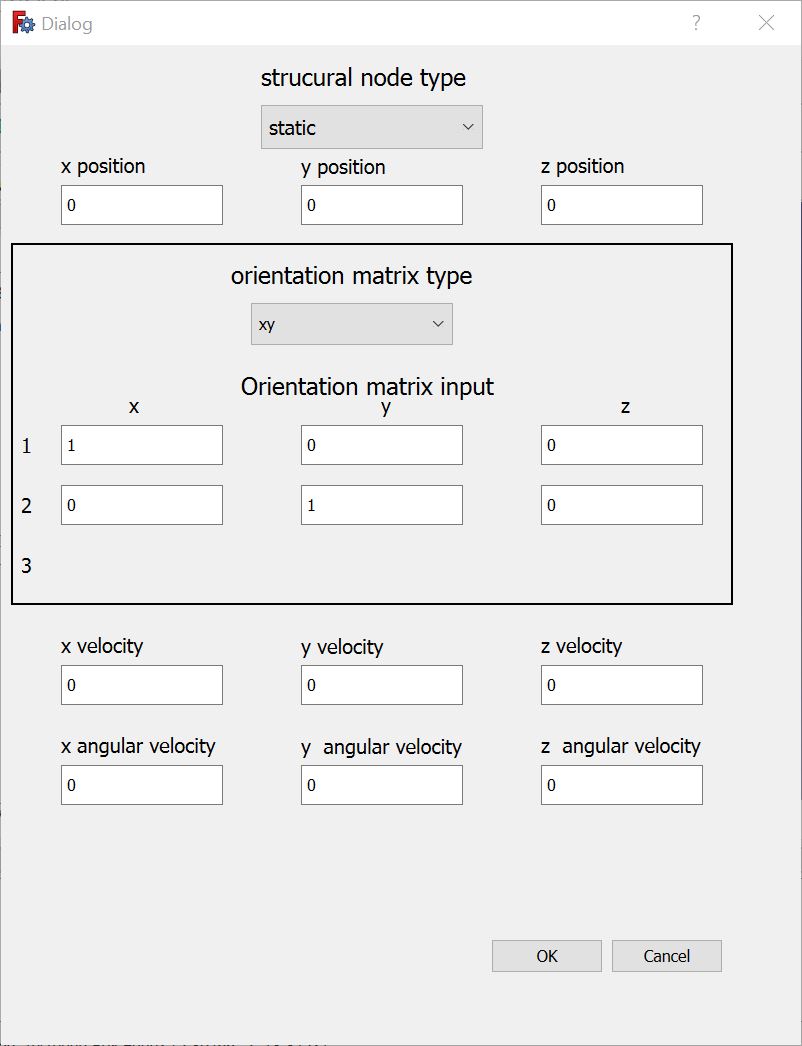 Dialog ?
strucural node type
static
x position y position z position
0 0 0
orientation matrix type
xy
Orientation matrix input
x y z
1 1 0 0
2 0 1 0
3
x velocity y velocity z velocity
0 0 0
x angular velocity y  angular velocity z  angular velocity
0 0 0
OK Cancel